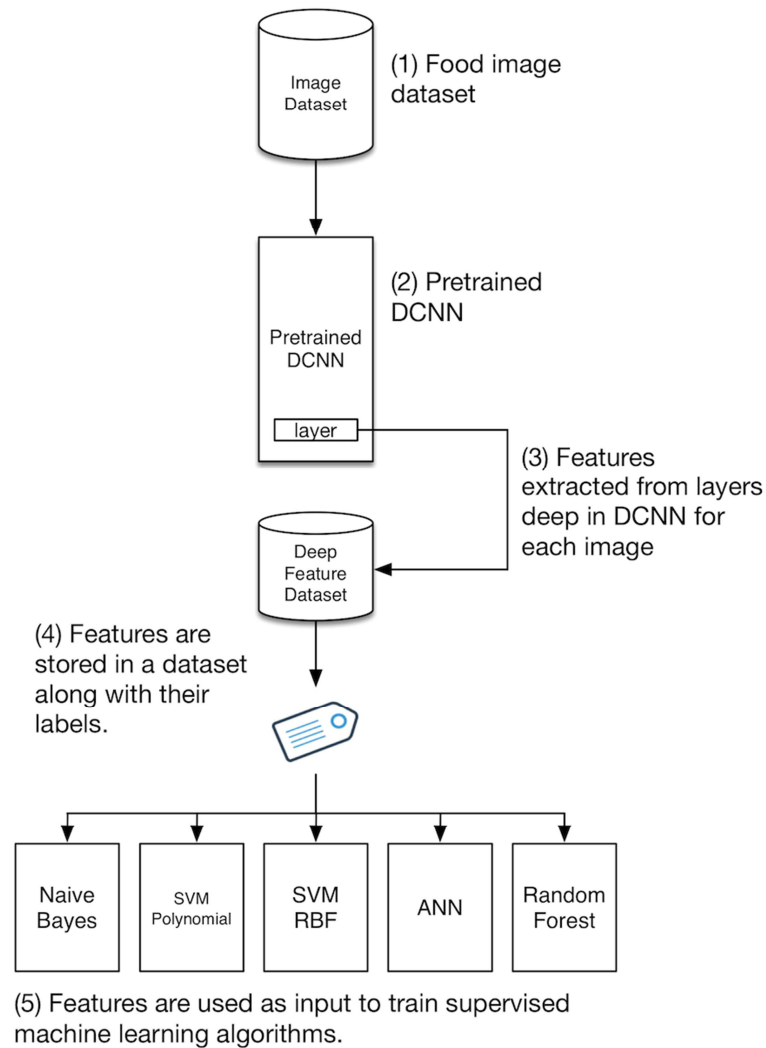 Image
Dataset
(1) Food image
dataset
(2) Pretrained
DCNN
Pretrained
DCNN
layer
(3) Features
extracted from layers
deep in DCNN for
each image
Deep
Feature
Dataset
(4) Features are
stored in a dataset
along with their
labels.
Naive
Bayes
SVM
Polynomial
SVM
RBF
ANN
Random
Forest
(5) Features are used as input to train supervised
machine learning algorithms.